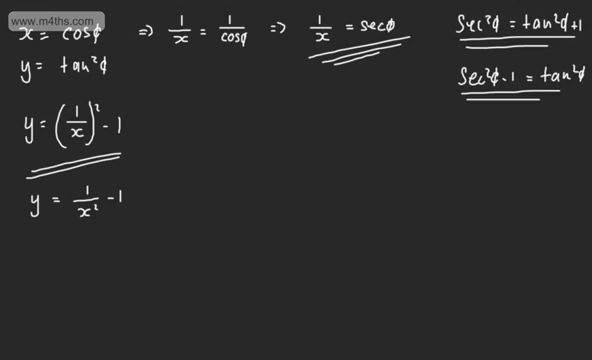 www.m4ths.com
x = cosϕ ⇒ 1/x = 1/cosϕ ⇒ 1/x = secϕ
y = tan²ϕ
y = (1/x)² - 1
y = 1/x² - 1
Sec²ϕ = tan²ϕ+1
Sec²ϕ - 1 = tan²ϕ